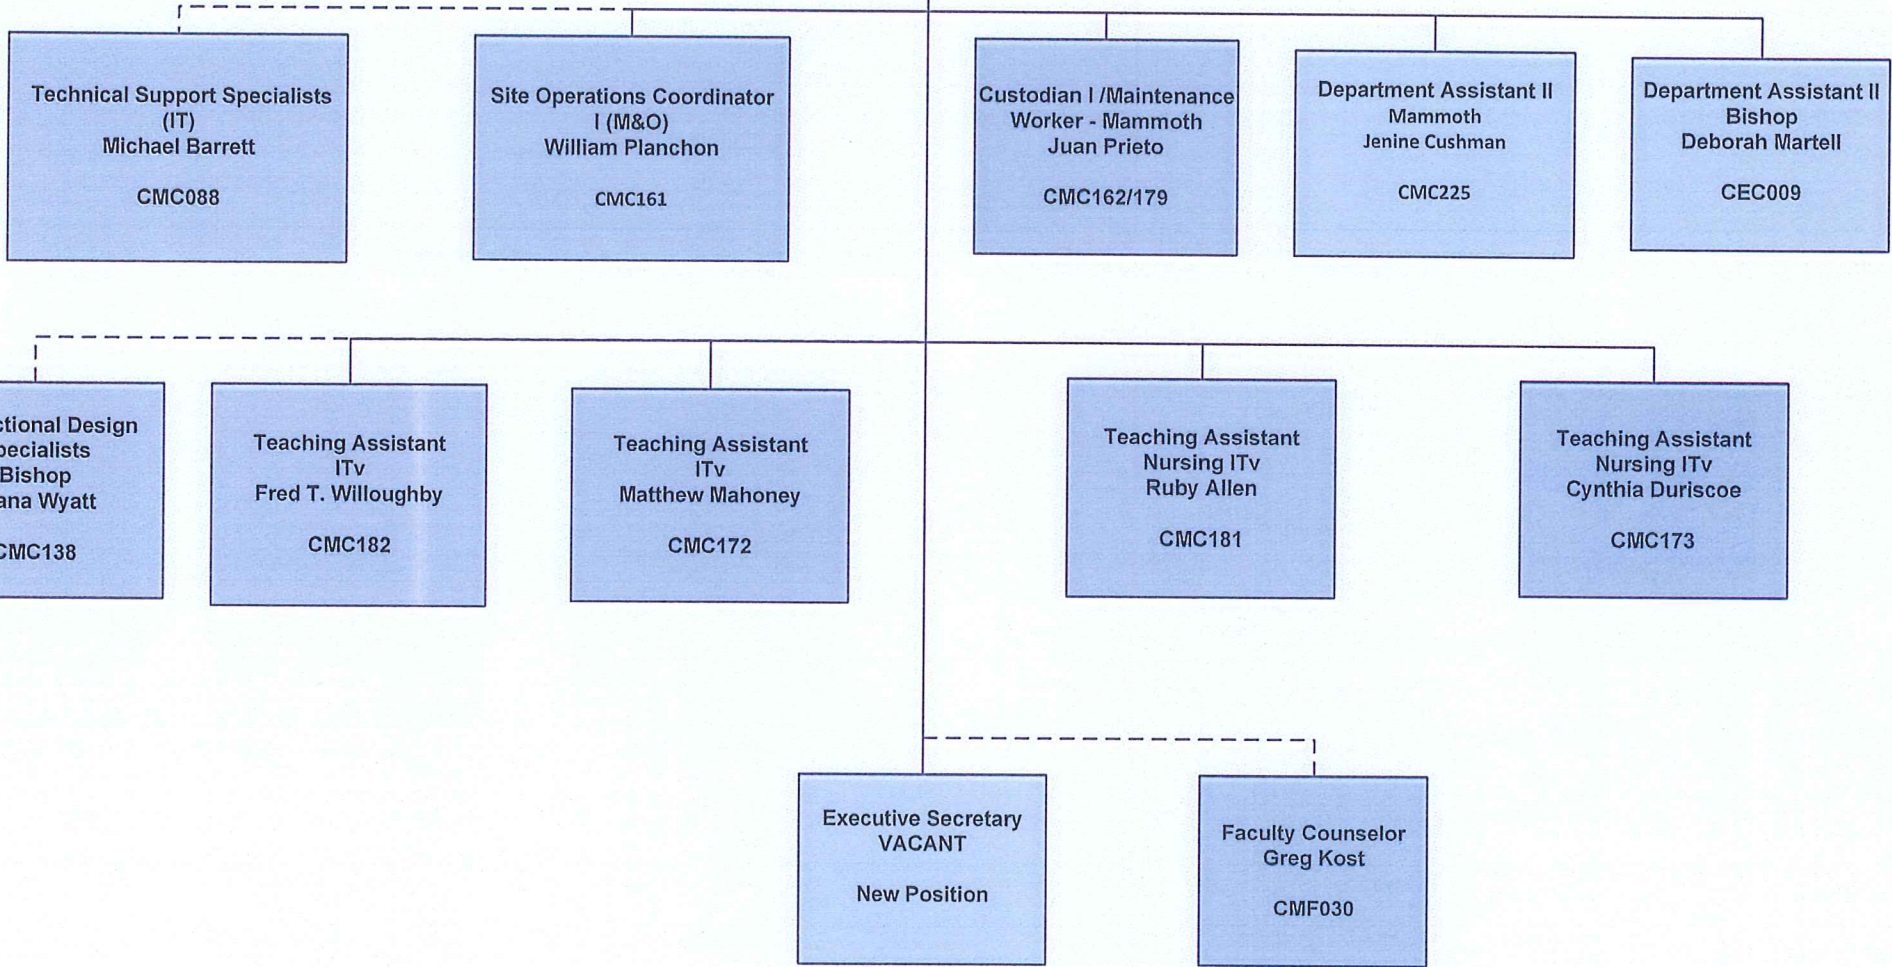 Technical Support Specialists
(IT)
Michael Barrett
CMC088
Site Operations Coordinator
I (M&O)
William Planchon
CMC161
Custodian I /Maintenance
Worker - Mammoth
Juan Prieto
CMC162/179
Department Assistant II
Mammoth
Jenine Cushman
CMC225
Department Assistant II
Bishop
Deborah Martell
CEC009
Design
Bishop
Wyatt
CMC138
Teaching Assistant
ITv
Fred T. Willoughby
CMC182
Teaching Assistant
ITv
Matthew Mahoney
CMC172
Teaching Assistant
Nursing ITv
Ruby Allen
CMC181
Teaching Assistant
Nursing ITv
Cynthia Duriscoe
CMC173
Executive Secretary
VACANT
New Position
Faculty Counselor
Greg Kost
CMF030